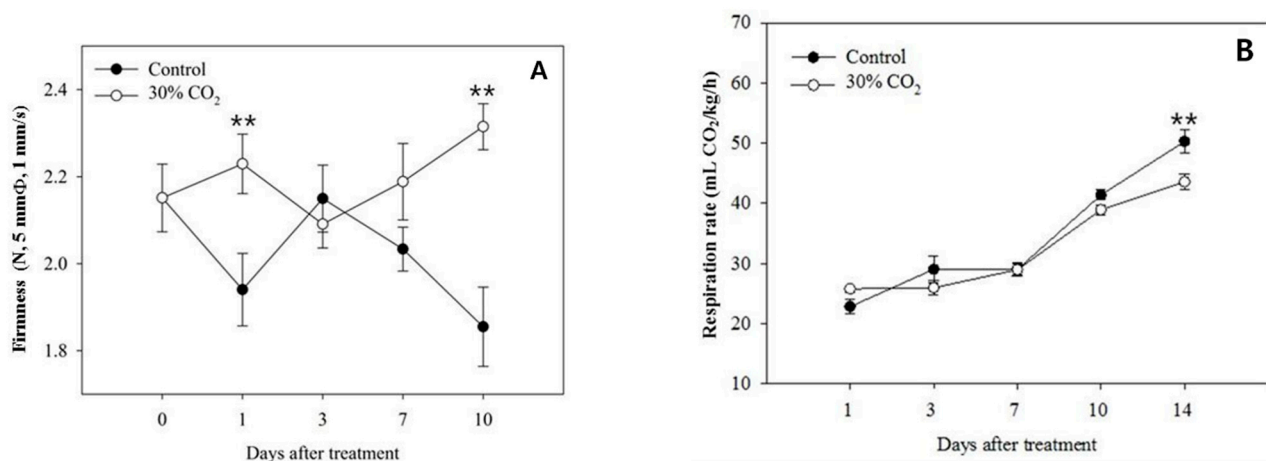 A
Control
30% CO₂
**
**
2.4
2.2
2.0
1.8
Firmness (N, 5 mmΦ, 1 mm/s)
0 1 3 7 10
Days after treatment
B
Control
30% CO₂
**
70
60
50
40
30
20
10
Respiration rate (mL CO₂/kg/h)
1 3 7 10 14
Days after treatment